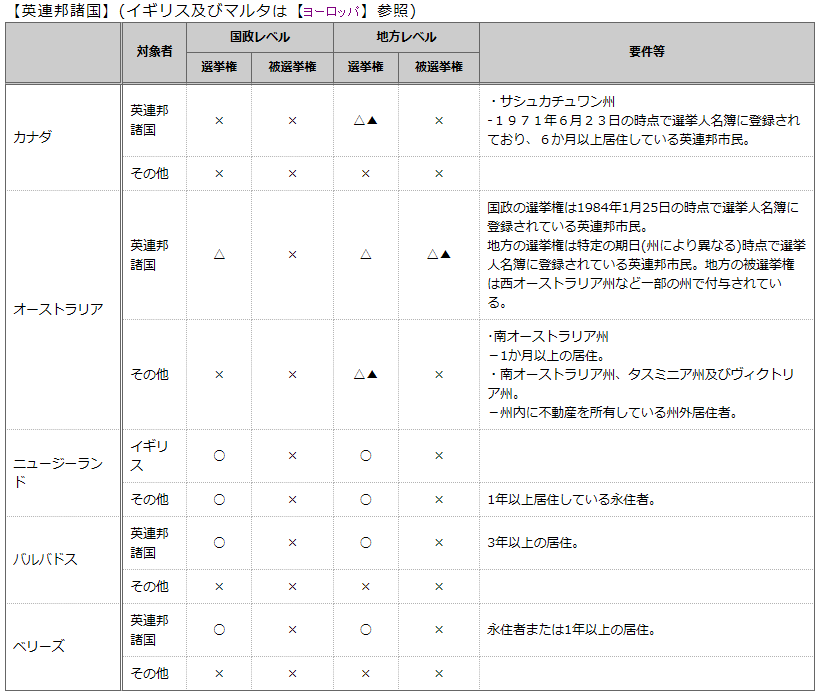 【英連邦諸国】(イギリス及びマルタは【ヨーロッパ】参照)
対象者 国政レベル 地方レベル 要件等
選挙権 被選挙権 選挙権 被選挙権
カナダ
英連邦
諸国
× × △▲ ×
・サシュカチュワン州
-１９７１年６月２３日の時点で選挙人名簿に登録され
ており、６か月以上居住している英連邦市民。
その他 × × × ×
オーストラリア
英連邦
諸国
△ × △ △▲
国政の選挙権は1984年1月25日の時点で選挙人名簿に
登録されている英連邦市民。
地方の選挙権は特定の期日(州により異なる)時点で選挙
人名簿に登録されている英連邦市民。地方の被選挙権
は西オーストラリア州など一部の州で付与されてい
る。
その他 × × △▲ ×
・南オーストラリア州
－1か月以上の居住。
・南オーストラリア州、タスミニア州及びヴィクトリ
ア州。
－州内に不動産を所有している州外居住者。
ニュージーラン
ド
イギリ
ス
○ × ○ ×
その他 ○ × ○ × 1年以上居住している永住者。
バルバドス
英連邦
諸国
○ × ○ × 3年以上の居住。
その他 × × × ×
ベリーズ
英連邦
諸国
○ × ○ × 永住者または1年以上の居住。
その他 × × × ×